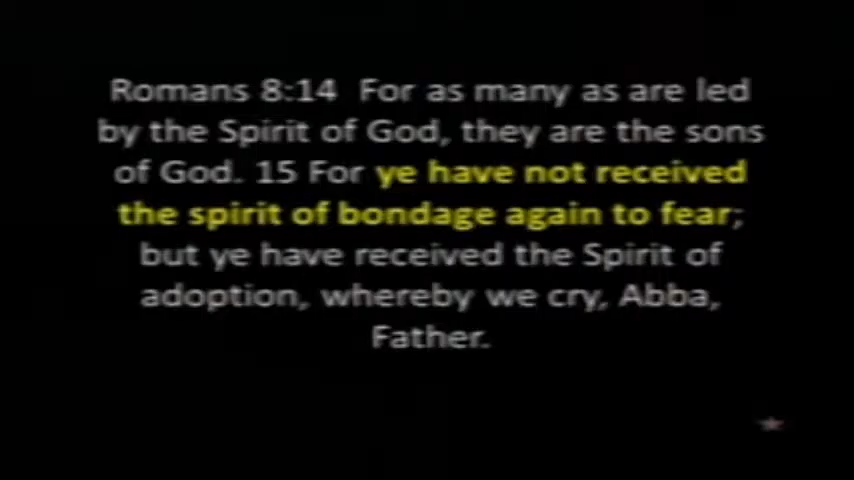 Romans 8:14  For as many as are led
by the Spirit of God, they are the sons
of God. 15 For ye have not received
the spirit of bondage again to fear;
but ye have received the Spirit of
adoption, whereby we cry, Abba,
Father.